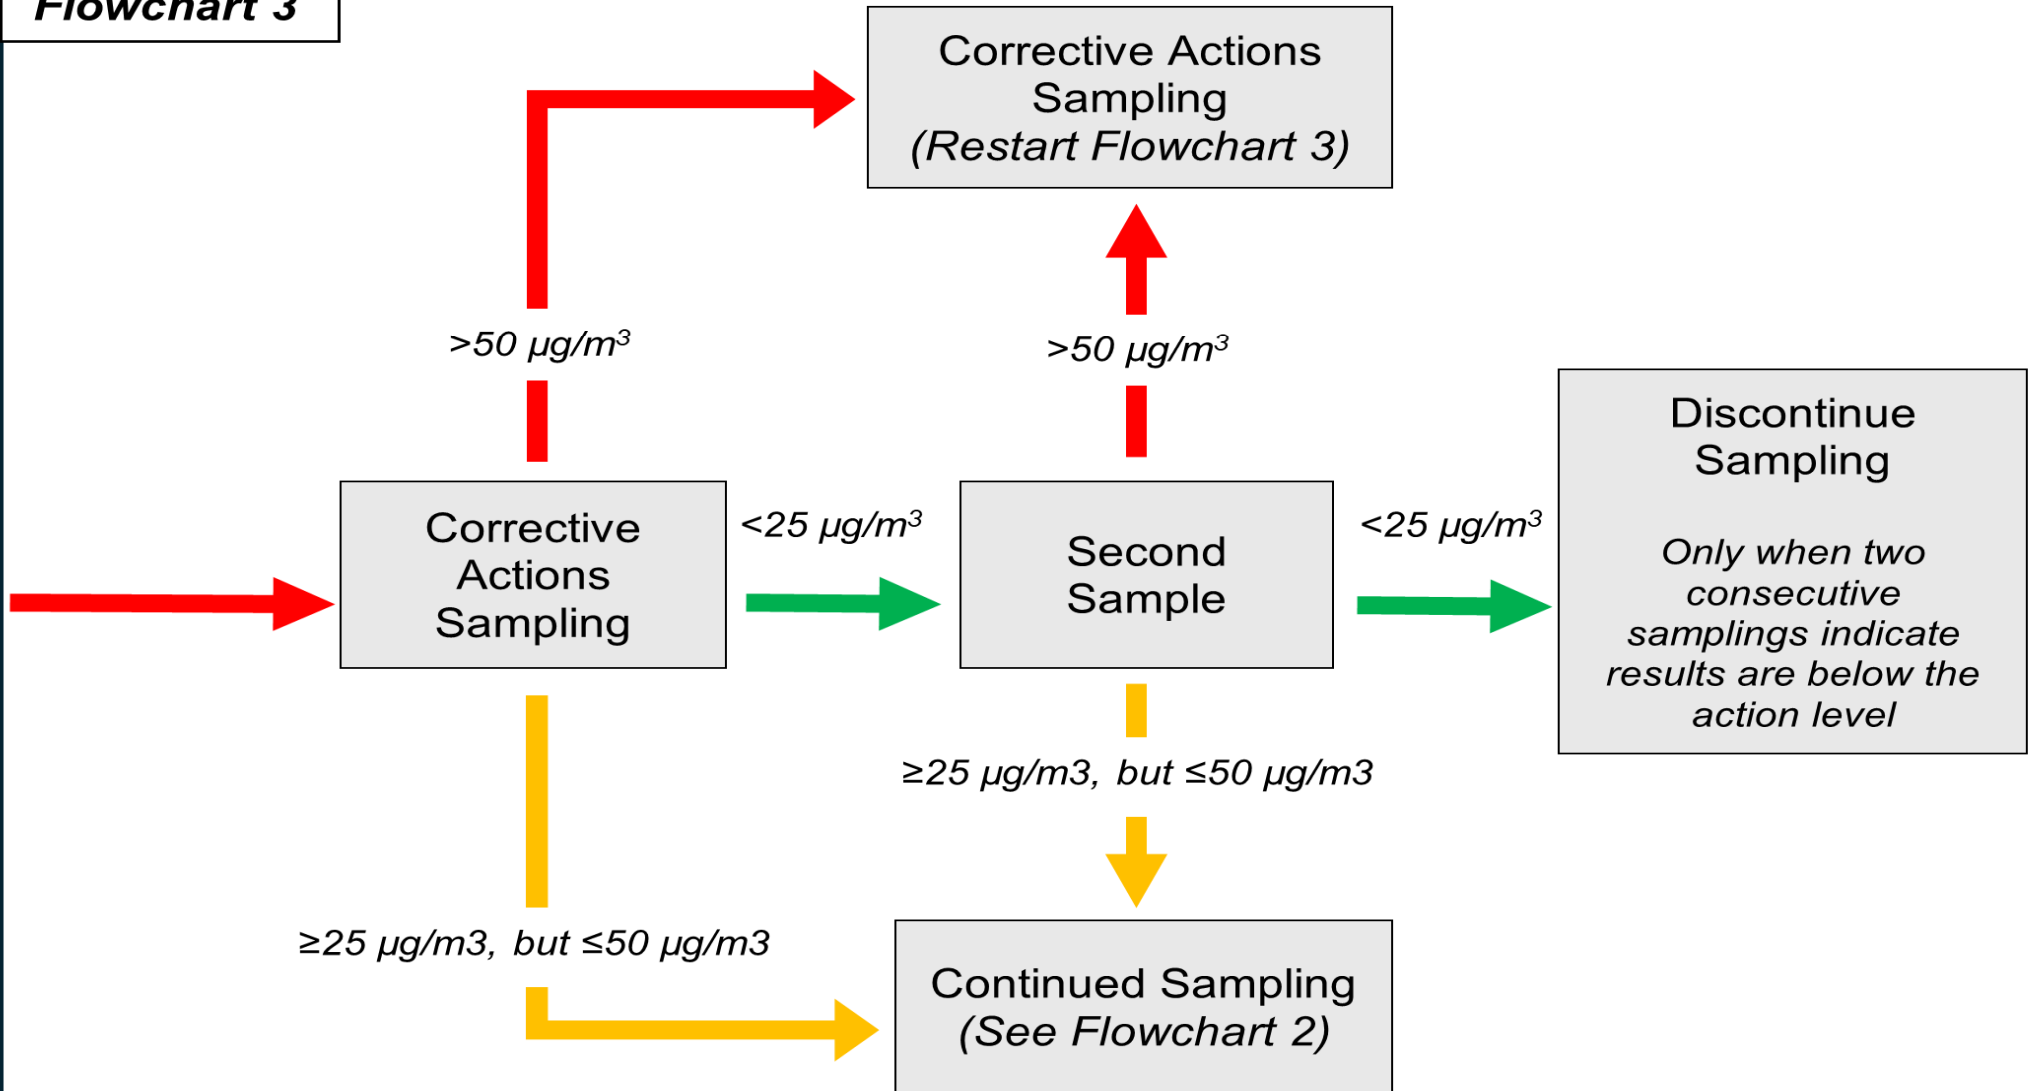 Flowchart 3
Corrective Actions
Sampling
(Restart Flowchart 3)
>50 µg/m³
>50 µg/m³
Corrective
Actions
Sampling
<25 µg/m³
Second
Sample
<25 µg/m³
Discontinue
Sampling
Only when two
consecutive
samplings indicate
results are below the
action level
≥25 µg/m3, but ≤50 µg/m3
≥25 µg/m3, but ≤50 µg/m3
Continued Sampling
(See Flowchart 2)